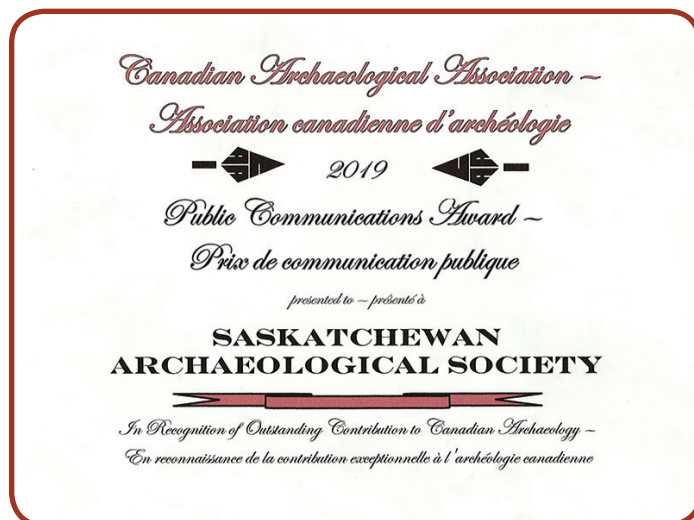 Canadian Archaeological Association ~
Association canadienne d'archéologie
2019
Public Communications Award ~
Prix de communication publique
presented to ~ présenté à
SASKATCHEWAN
ARCHAEOLOGICAL SOCIETY
In Recognition of Outstanding Contribution to Canadian Archaeology ~
En reconnaissance de la contribution exceptionnelle à l'archéologie canadienne